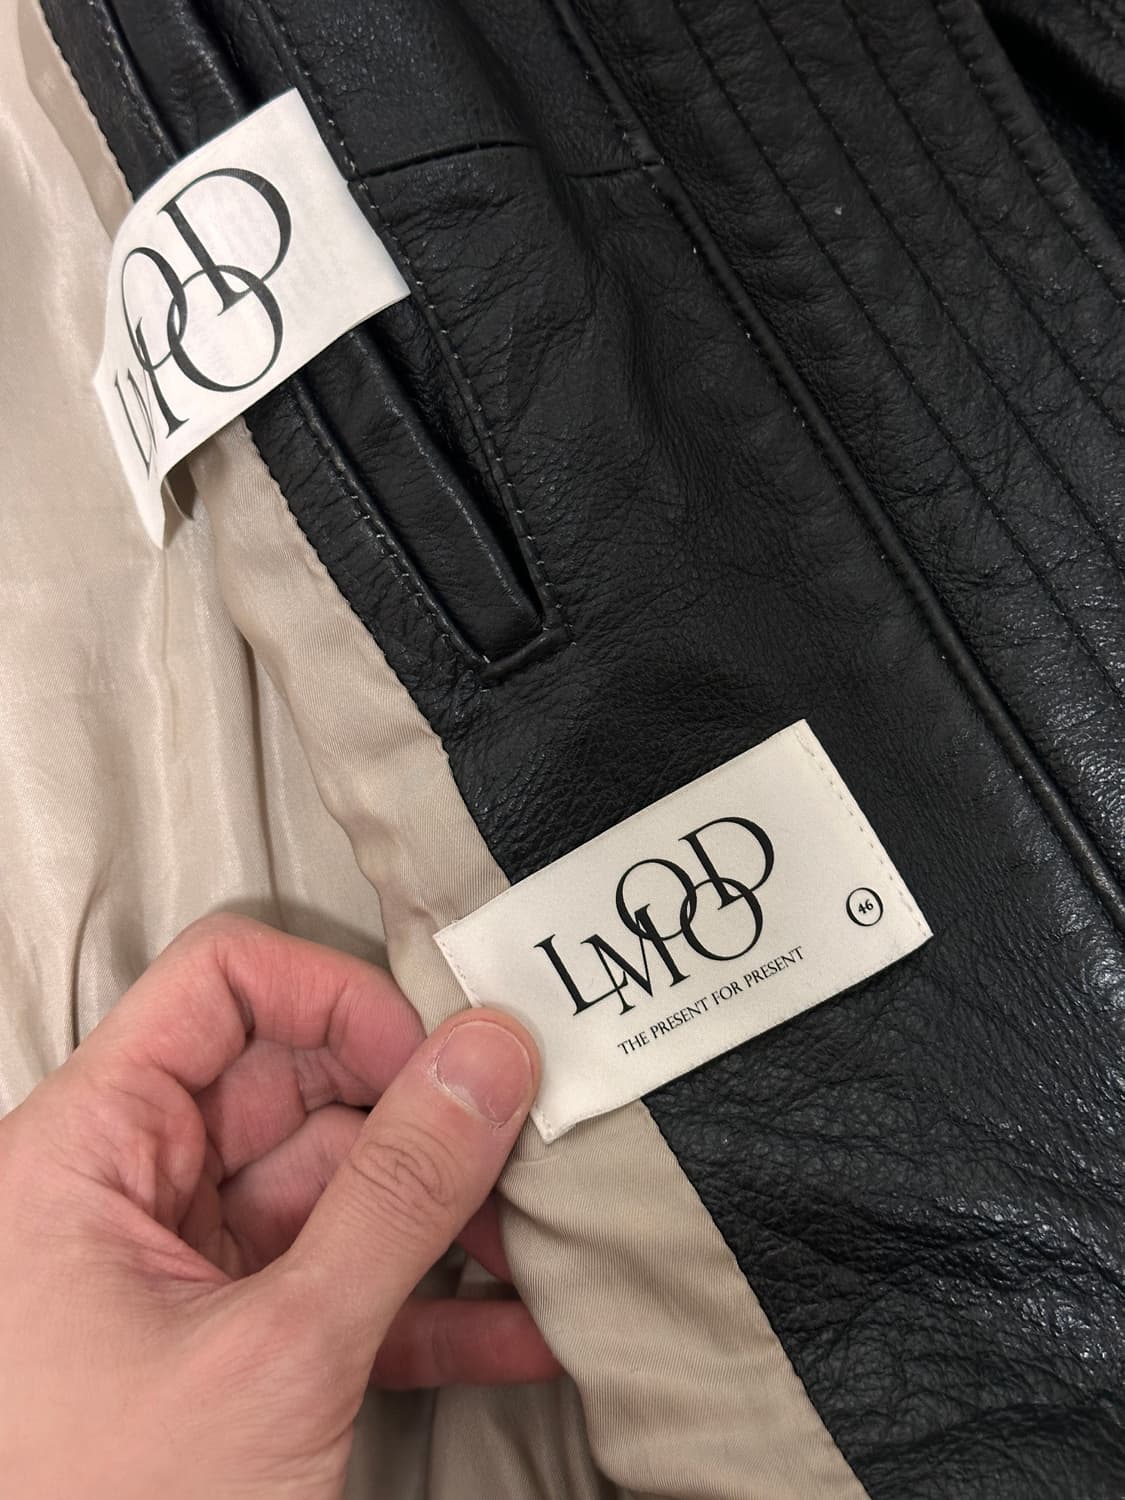 LMOOD
LMOOD
46
THE PRESENT FOR PRESENT